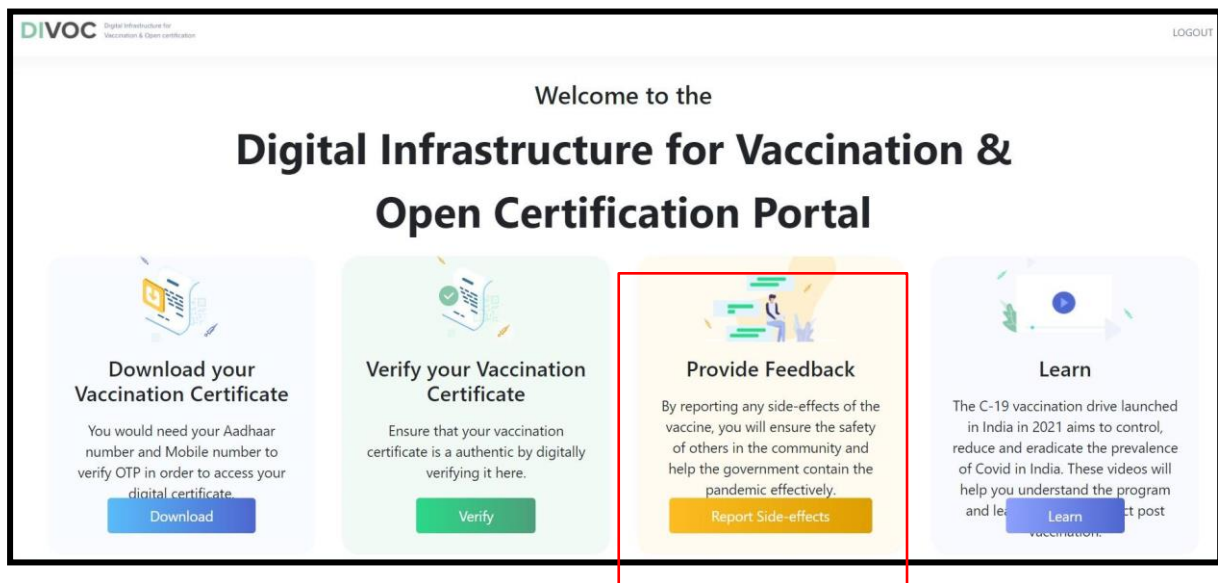 DIVOC
Digital Infrastructure for
Vaccination & Open certification
LOGOUT
Welcome to the
Digital Infrastructure for Vaccination &
Open Certification Portal
Download your
Vaccination Certificate
You would need your Aadhaar
number and Mobile number to
verify OTP in order to access your
digital certificate.
Download
Verify your Vaccination
Certificate
Ensure that your vaccination
certificate is a authentic by digitally
verifying it here.
Verify
Provide Feedback
By reporting any side-effects of the
vaccine, you will ensure the safety
of others in the community and
help the government contain the
pandemic effectively.
Report Side-effects
Learn
The C-19 vaccination drive launched
in India in 2021 aims to control,
reduce and eradicate the prevalence
of Covid in India. These videos will
help you understand the program
and post
vaccination.
Learn